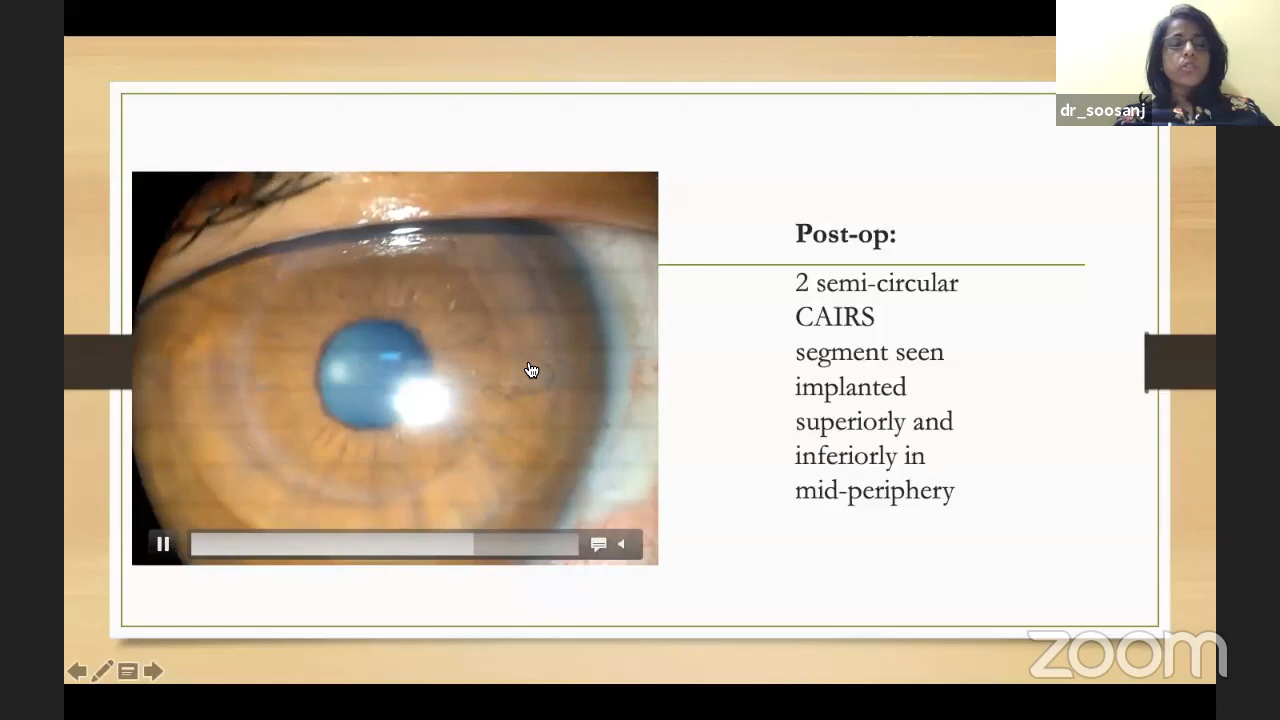 dr_soosanj
Post-op:
2 semi-circular
CAIRS
segment seen
implanted
superiorly and
inferiorly in
mid-periphery
zoom